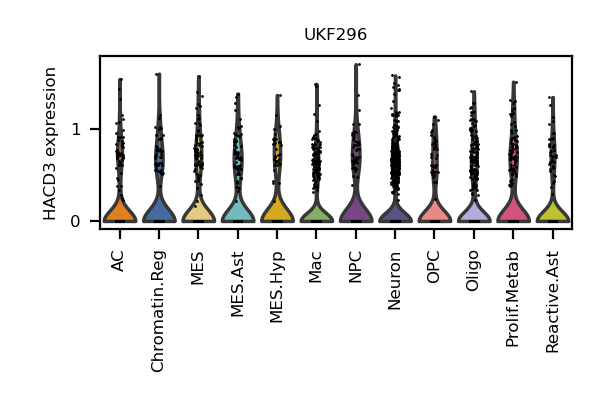 UKF296
HACD3 expression
1
0
AC
Chromatin.Reg
MES
MES.Ast
MES.Hyp
Mac
NPC
Neuron
OPC
Oligo
Prolif.Metab
Reactive.Ast